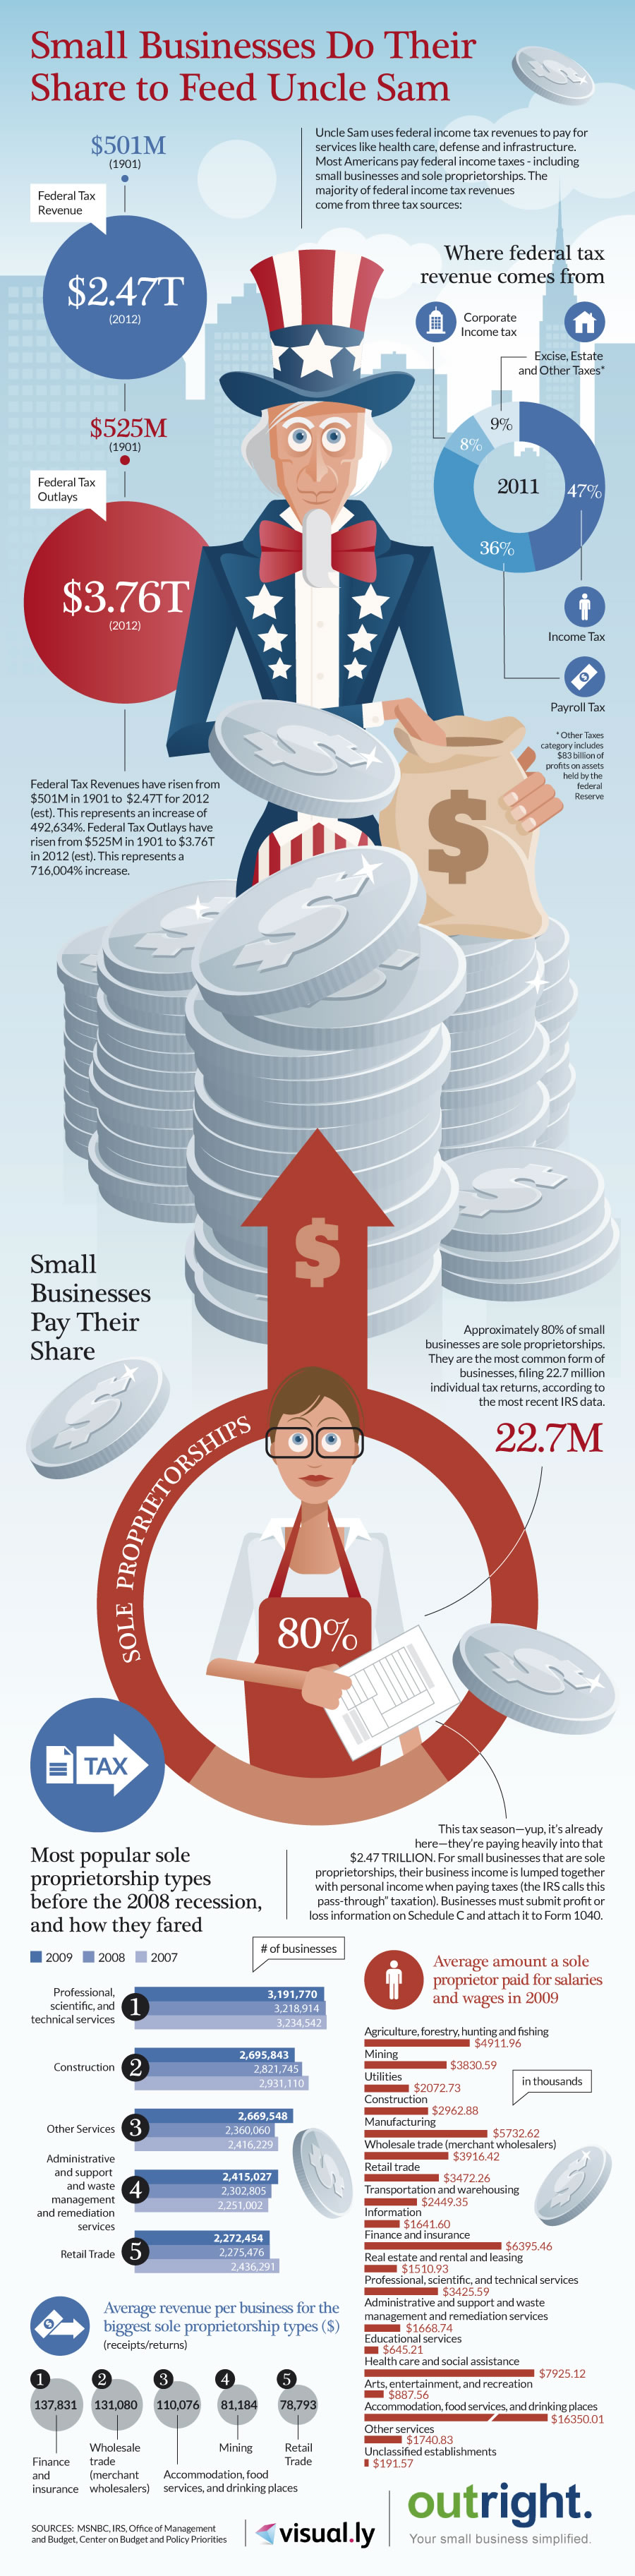 Small Businesses Do Their
Share to Feed Uncle Sam
$501M
(1901)
Federal Tax
Revenue
$2.47T
(2012)
$525M
(1901)
Federal Tax
Outlays
$3.76T
(2012)
Federal Tax Revenues have risen from
$501M in 1901 to $2.47T for 2012
(est). This represents an increase of
492,634%. Federal Tax Outlays have
risen from $525M in 1901 to $3.76T
in 2012 (est). This represents a
716,004% increase.
Uncle Sam uses federal income tax revenues to pay for
services like health care, defense and infrastructure.
Most Americans pay federal income taxes - including
small businesses and sole proprietorships. The
majority of federal income tax revenues
come from three tax sources:
Where federal tax
revenue comes from
Corporate
Income tax
Excise, Estate
and Other Taxes*
9%
8%
2011
47%
36%
Income Tax
Payroll Tax
* Other Taxes
category includes
$83 billion of
profits on assets
held by the
federal
Reserve
$
$
$
$
$
$
$
Small
Businesses
Pay Their
Share
Approximately 80% of small
businesses are sole proprietorships.
They are the most common form of
businesses, filing 22.7 million
individual tax returns, according to
the most recent IRS data.
22.7M
SOLE PROPRIETORSHIPS
80%
TAX
This tax season—yup, it's already
here—they're paying heavily into that
$2.47 TRILLION. For small businesses that are sole
proprietorships, their business income is lumped together
with personal income when paying taxes (the IRS calls this
pass-through" taxation). Businesses must submit profit or
loss information on Schedule C and attach it to Form 1040.
Most popular sole
proprietorship types
before the 2008 recession,
and how they fared
2009 2008 2007
# of businesses
Professional,
scientific, and
technical services
1
3,191,770
3,218,914
3,234,542
Construction
2
2,695,843
2,821,745
2,931,110
Other Services
3
2,669,548
2,360,060
2,416,229
Administrative
and support
and waste
management
and remediation
services
4
2,415,027
2,302,805
2,251,002
Retail Trade
5
2,272,454
2,275,476
2,436,291
Average revenue per business for the
biggest sole proprietorship types ($)
(receipts/returns)
1 2 3 4 5
137,831 131,080 110,076 81,184 78,793
Finance
and
insurance
Wholesale
trade
(merchant
wholesalers)
Accommodation, food
services, and drinking places
Mining
Retail
Trade
Average amount a sole
proprietor paid for salaries
and wages in 2009
in thousands
Agriculture, forestry, hunting and fishing
$4911.96
Mining
$3830.59
Utilities
$2072.73
Construction
$2962.88
Manufacturing
$5732.62
Wholesale trade (merchant wholesalers)
$3916.42
Retail trade
$3472.26
Transportation and warehousing
$2449.35
Information
$1641.60
Finance and insurance
$6395.46
Real estate and rental and leasing
$1510.93
Professional, scientific, and technical services
$3425.59
Administrative and support and waste
management and remediation services
$1668.74
Educational services
$645.21
Health care and social assistance
$7925.12
Arts, entertainment, and recreation
$887.56
Accommodation, food services, and drinking places
$16350.01
Other services
$1740.83
Unclassified establishments
$191.57
SOURCES: MSNBC, IRS, Office of Management
and Budget, Center on Budget and Policy Priorities
visual.ly
outright.
Your small business simplified.